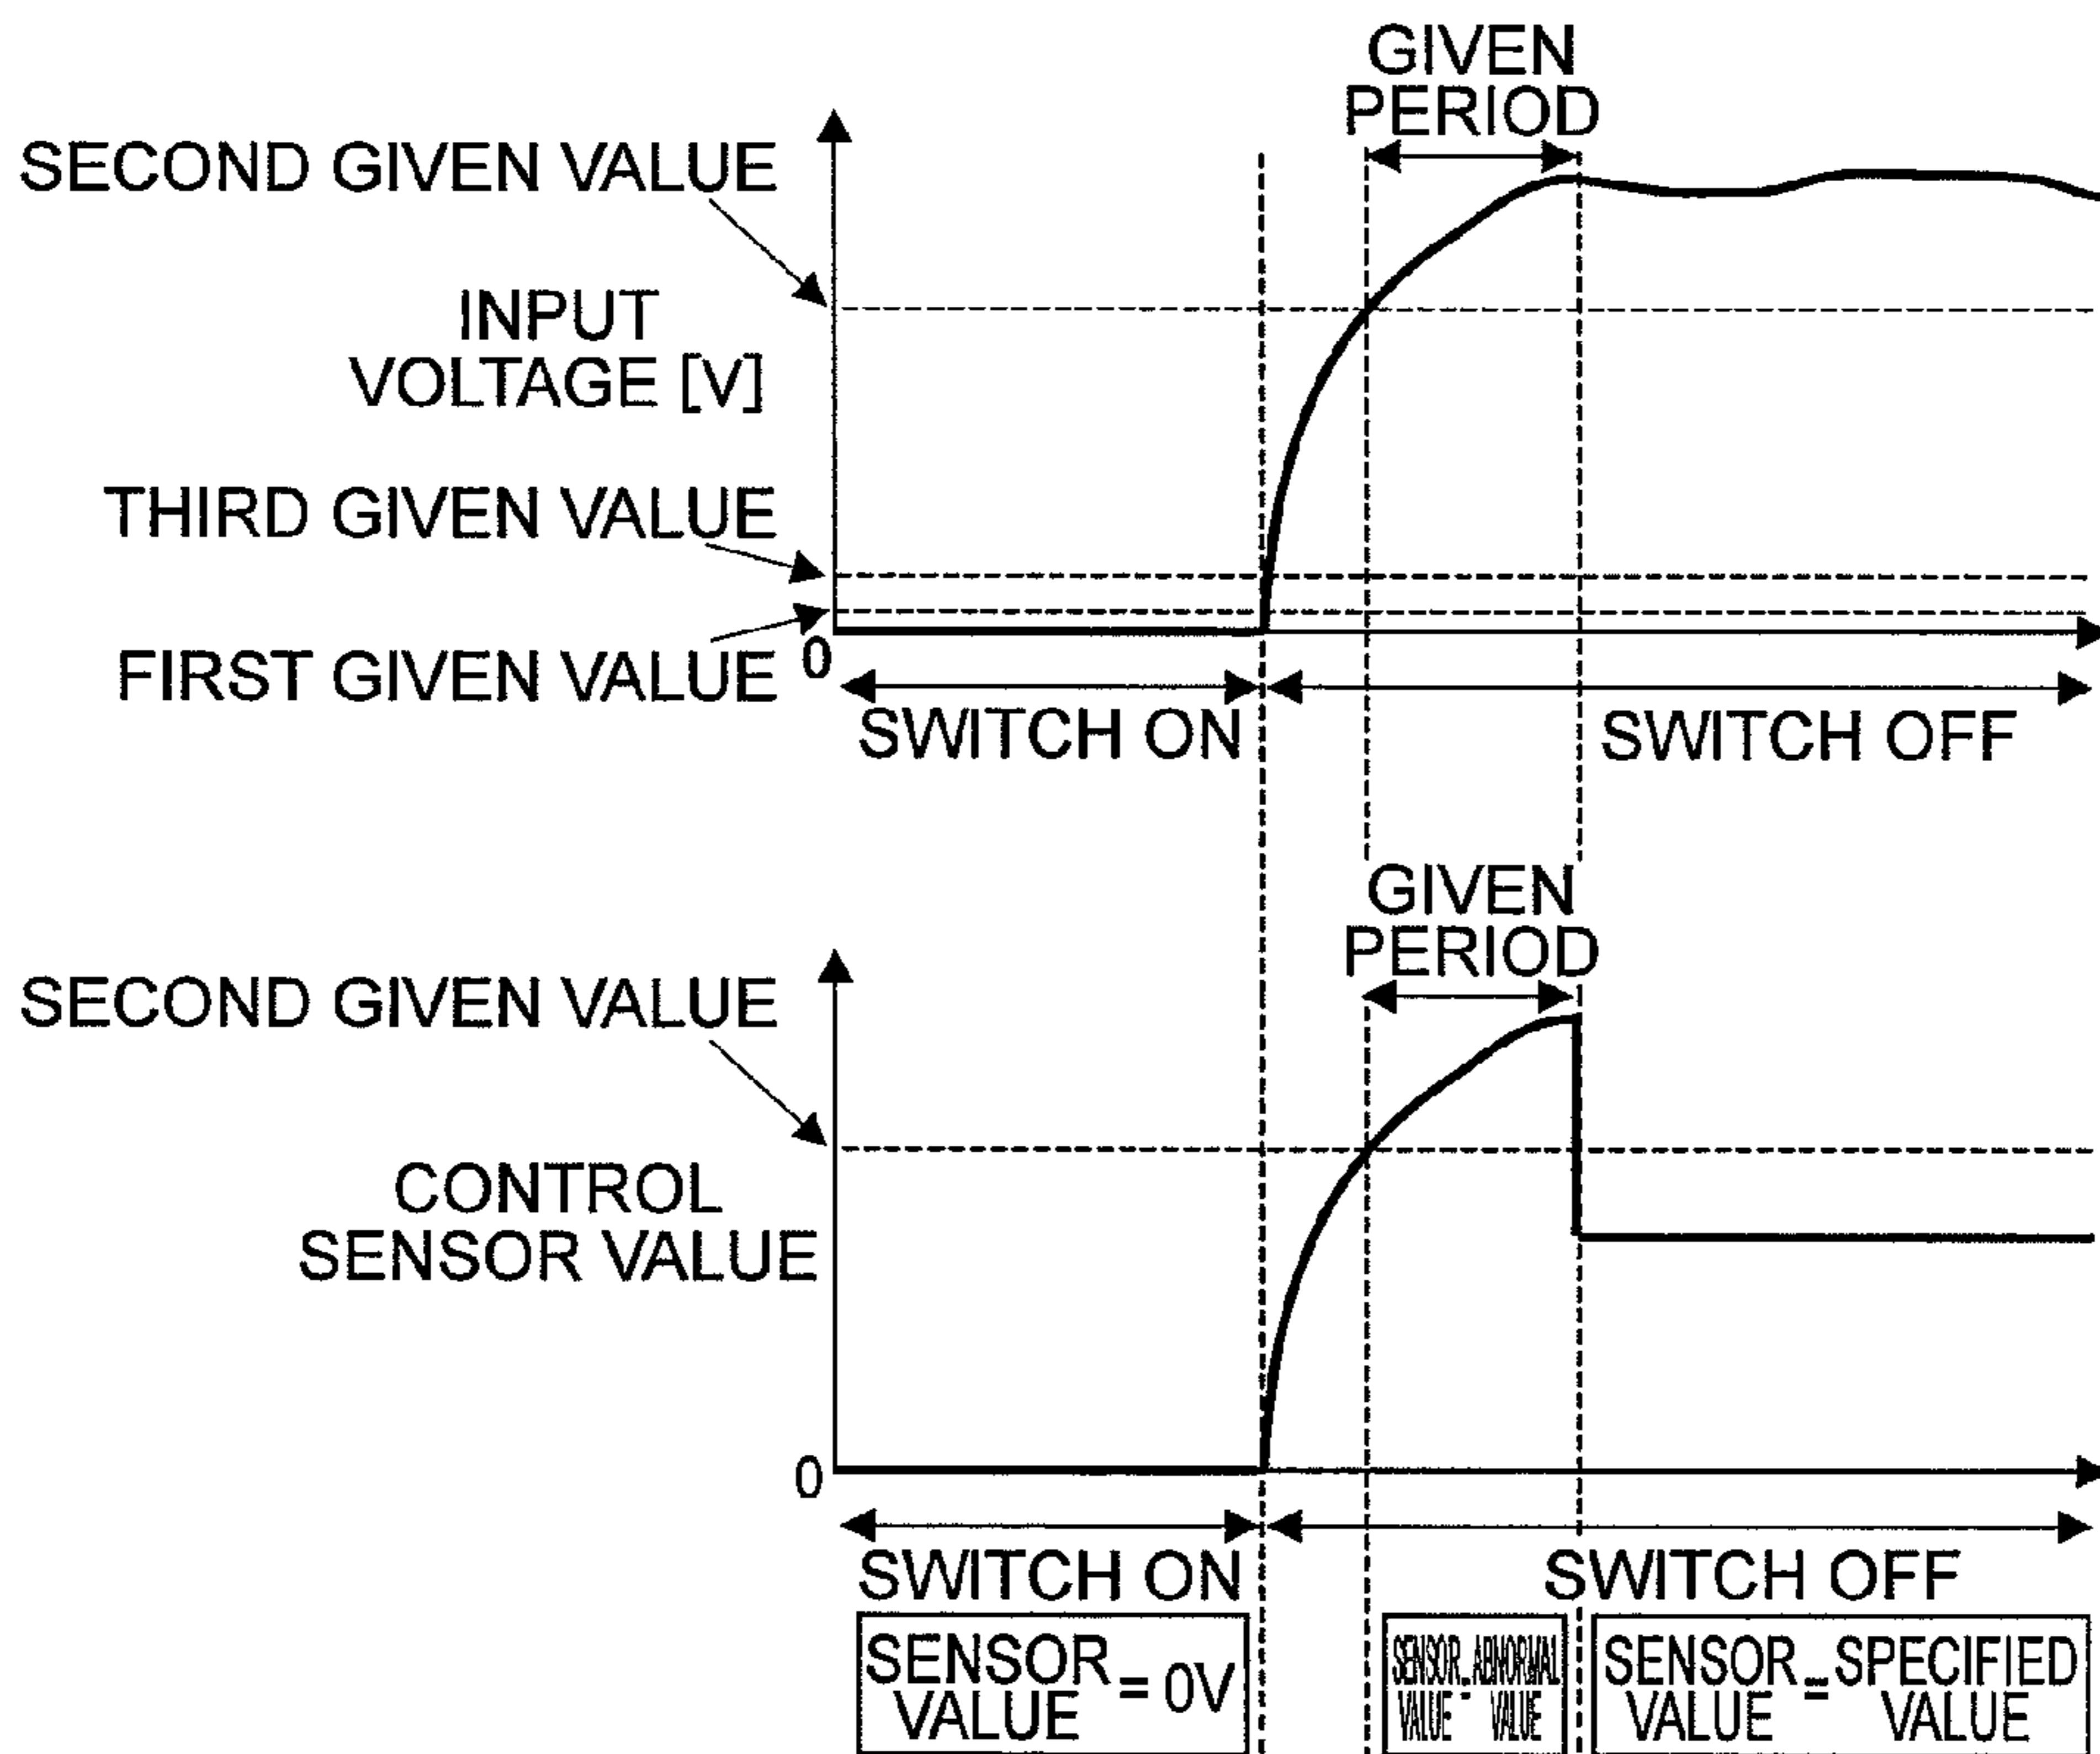 GIVEN
PERIOD
SECOND GIVEN VALUE
INPUT
VOLTAGE [V]
THIRD GIVEN VALUE
FIRST GIVEN VALUE
0
SWITCH ON
SWITCH OFF
GIVEN
PERIOD
SECOND GIVEN VALUE
CONTROL
SENSOR VALUE
0
SWITCH ON
SWITCH OFF
SENSOR
VALUE = 0V
SENSOR = ABNORMAL
VALUE VALUE
SENSOR = SPECIFIED
VALUE VALUE